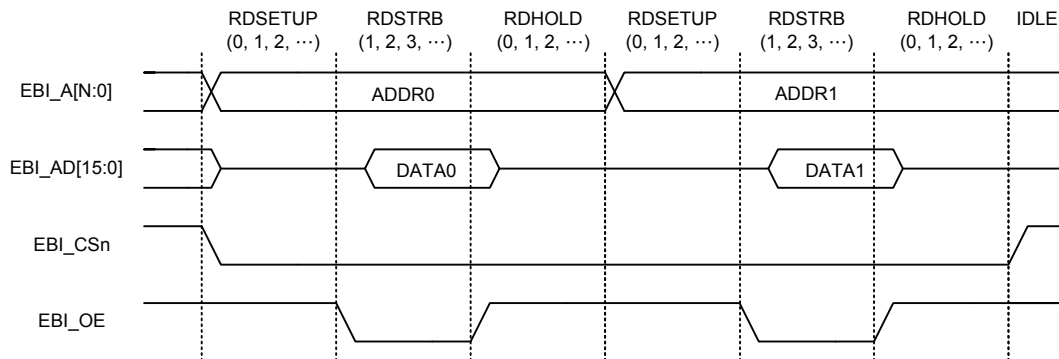 RDSETUP RDSTRB RDHOLD RDSETUP RDSTRB RDHOLD IDLE
(0, 1, 2, ⋯) (1, 2, 3, ⋯) (0, 1, 2, ⋯) (0, 1, 2, ⋯) (1, 2, 3, ⋯) (0, 1, 2, ⋯)
EBI_A[N:0] ADDR0 ADDR1
EBI_AD[15:0] DATA0 DATA1
EBI_CSn
EBI_OE